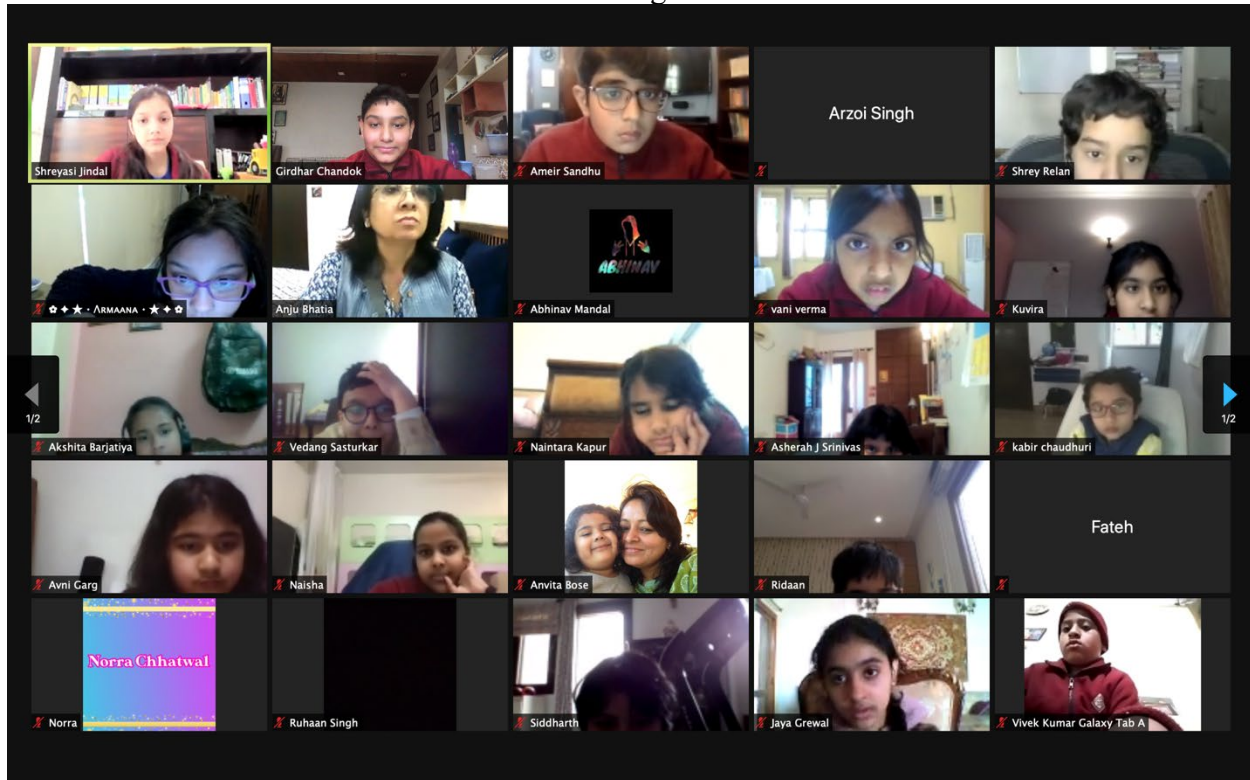 Shreyasi Jindal
Girdhar Chandok
Ameir Sandhu
Arzoi Singh
Shrey Relan
✿✦★・ΛRMAANA・★✦✿
Anju Bhatia
ABHINAV
Abhinav Mandal
vani verma
Kuvira
1/2
Akshita Barjatiya
Vedang Sasturkar
Naintara Kapur
Asherah J Srinivas
kabir chaudhuri
1/2
Avni Garg
Naisha
Anvita Bose
Ridaan
Fateh
Norra Chhatwal
Norra
Ruhaan Singh
Siddharth
Jaya Grewal
Vivek Kumar Galaxy Tab A